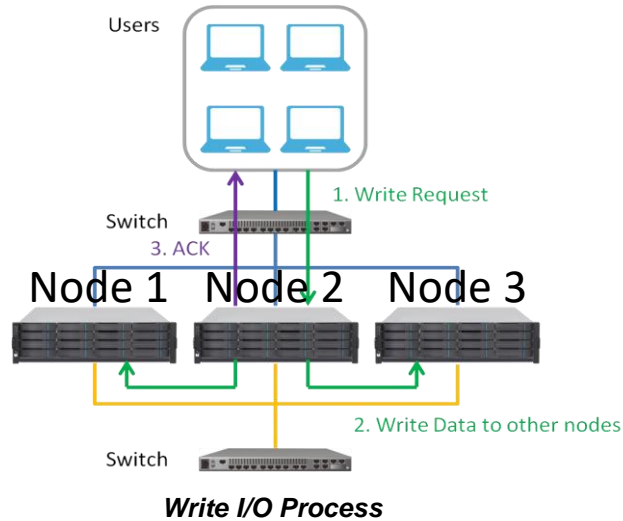 Users
1. Write Request
Switch
3. ACK
Node 1 Node 2 Node 3
2. Write Data to other nodes
Switch
Write I/O Process